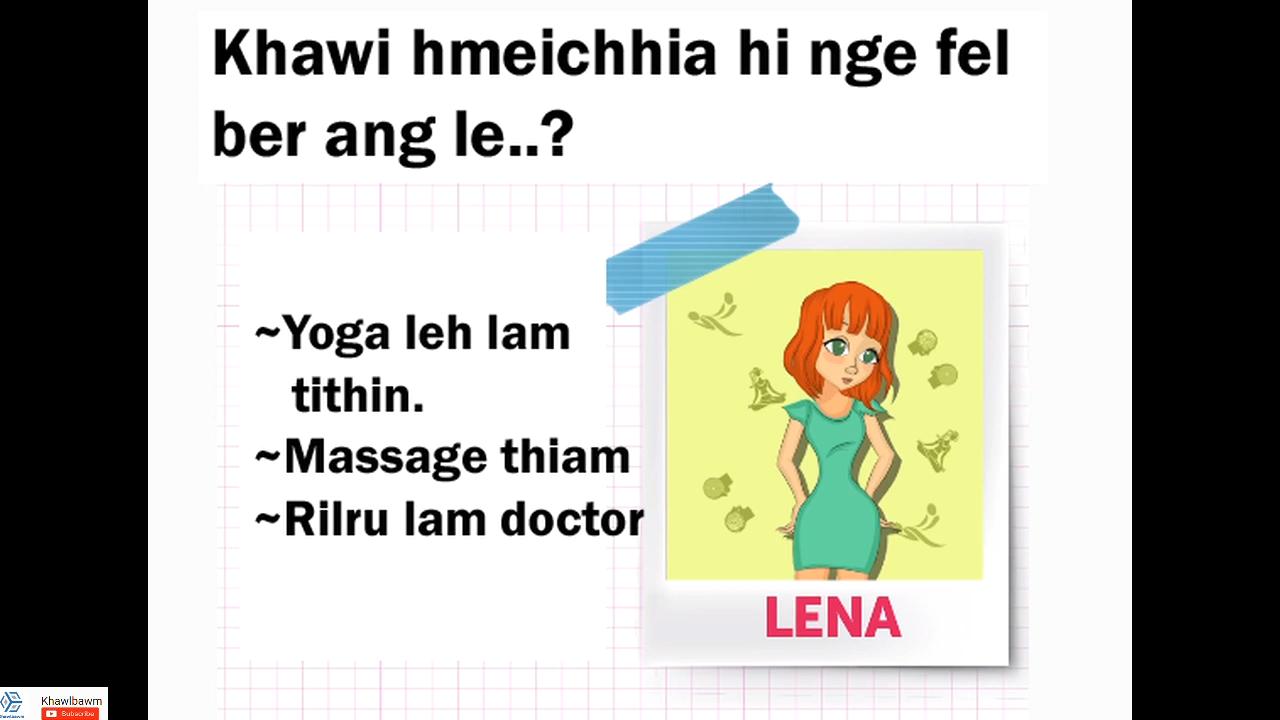 Khawi hmeichhia hi nge fel
ber ang le..?
~Yoga leh lam
tithin.
~Massage thiam
~Rilru lam doctor
LENA
Khawlbawm
Subscribe
Khawlbawm